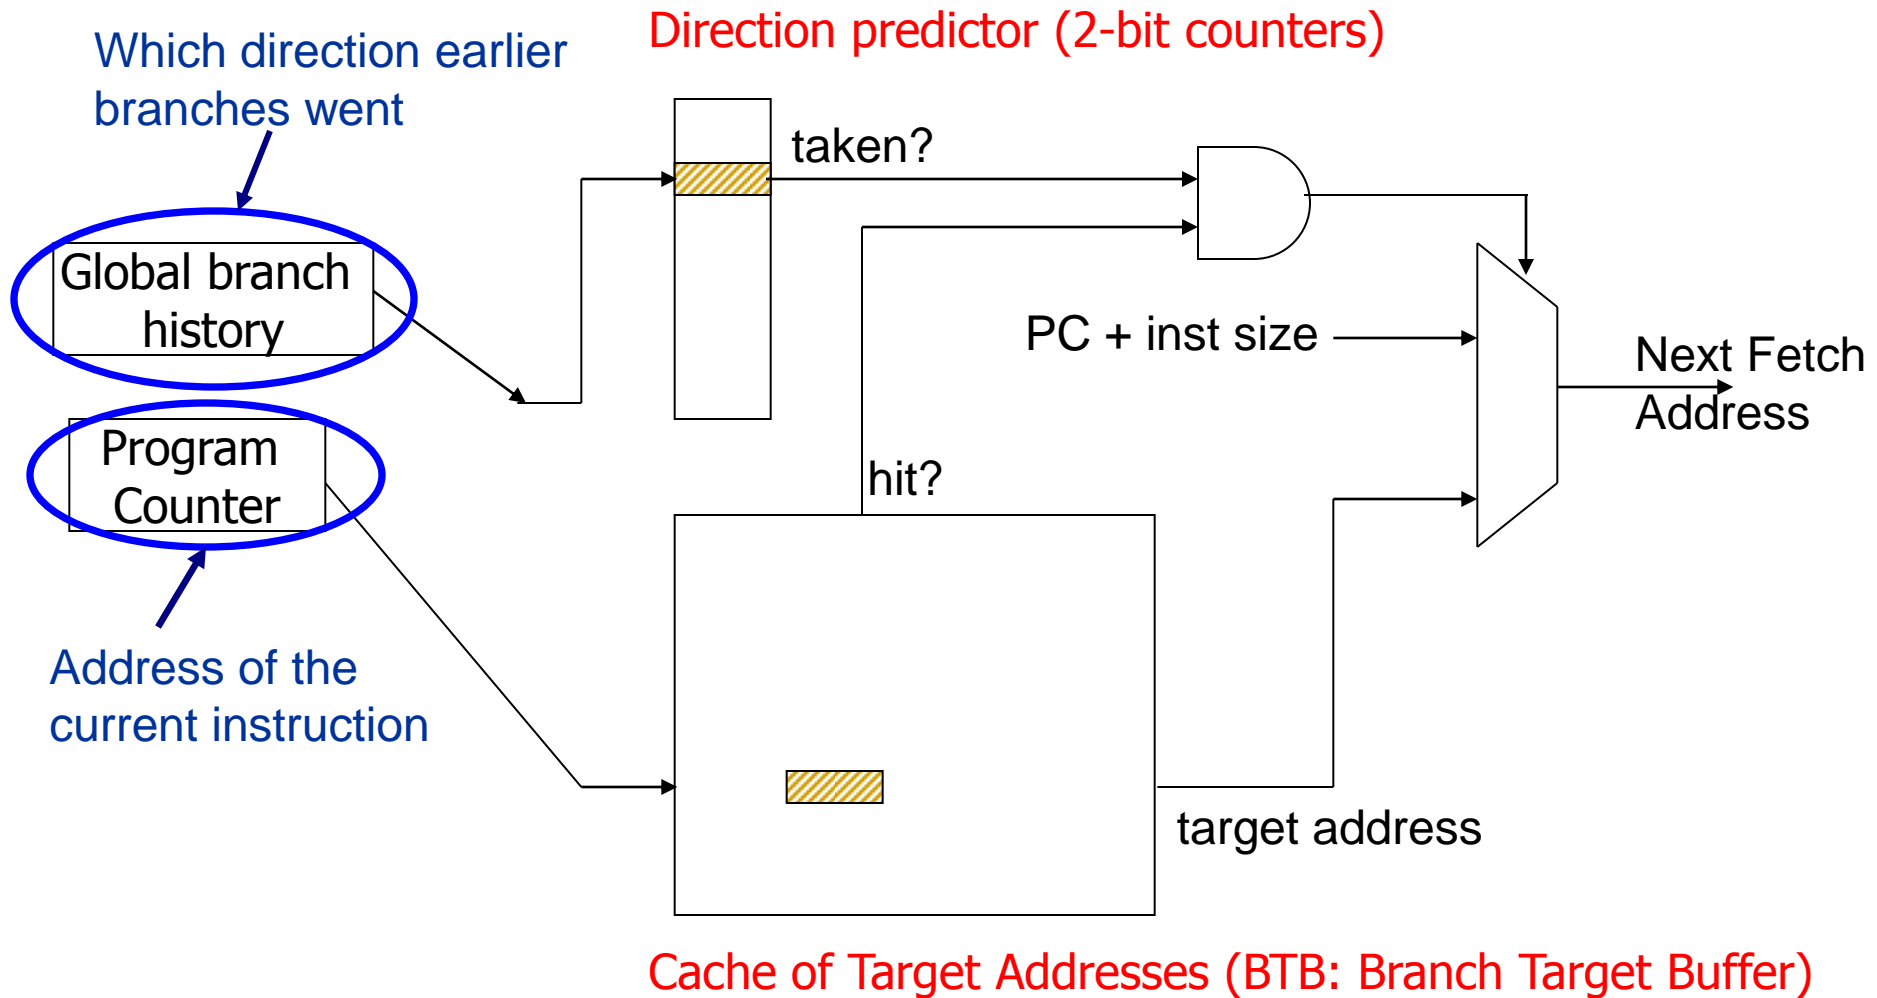 Direction predictor (2-bit counters)
Which direction earlier
branches went
taken?
Global branch
history
PC + inst size
Next Fetch
Address
Program
Counter
hit?
Address of the
current instruction
target address
Cache of Target Addresses (BTB: Branch Target Buffer)